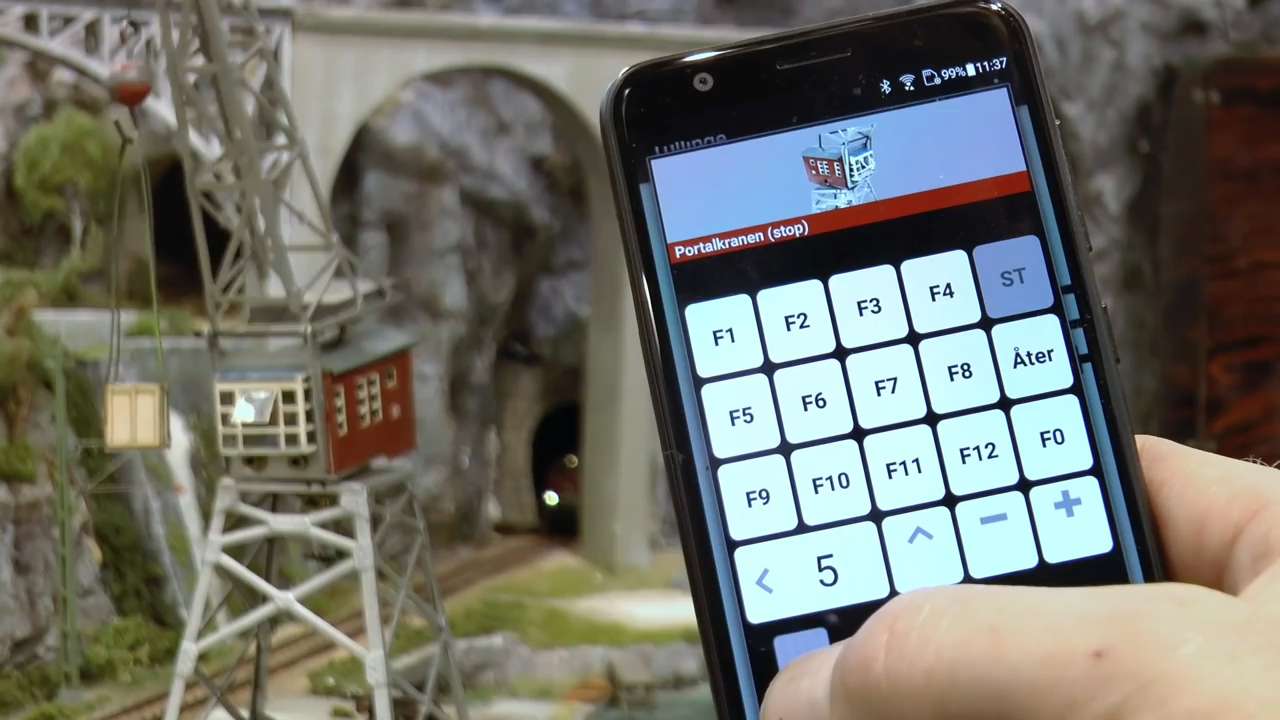 99% 11:37
Lullinge
Portalkranen (stop)
F1 F2 F3 F4 ST
F5 F6 F7 F8 Åter
F9 F10 F11 F12 F0
< 5 ^ − +